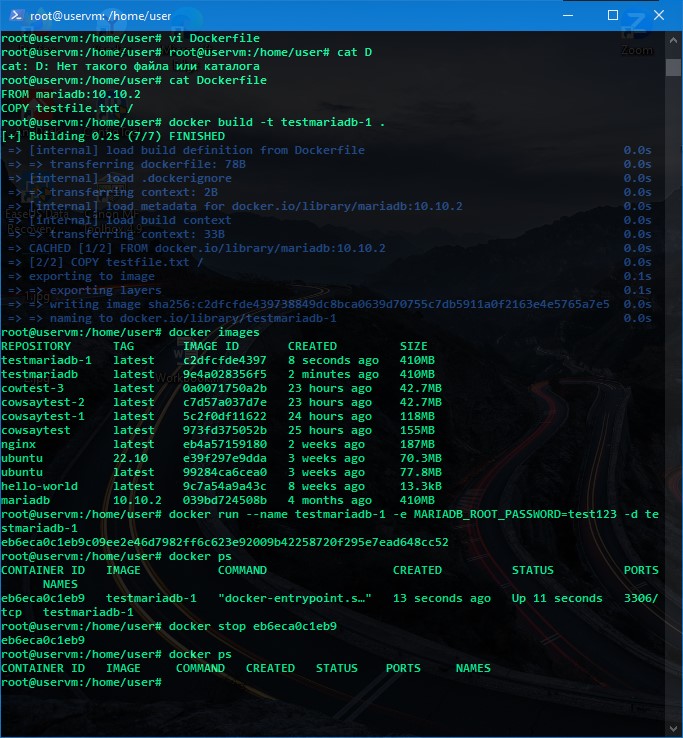 root@uservm: /home/user
Zoom
root@uservm:/home/user# vi Dockerfile
root@uservm:/home/user# root@uservm:/home/user# cat D
cat: D: Нет такого файла или каталога
root@uservm:/home/user# cat Dockerfile
FROM mariadb:10.10.2
COPY testfile.txt /
root@uservm:/home/user# docker build -t testmariadb-1 .
[+] Building 0.2s (7/7) FINISHED
=> [internal] load build definition from Dockerfile 0.0s
=> => transferring dockerfile: 78B 0.0s
=> [internal] load .dockerignore 0.0s
=> => transferring context: 2B 0.0s
=> [internal] load metadata for docker.io/library/mariadb:10.10.2 0.0s
=> [internal] load build context 0.0s
=> => transferring context: 33B 0.0s
=> CACHED [1/2] FROM docker.io/library/mariadb:10.10.2 0.0s
=> [2/2] COPY testfile.txt / 0.0s
=> exporting to image 0.1s
=> => exporting layers 0.1s
=> => writing image sha256:c2dfcfde439738849dc8bca0639d70755c7db5911a0f2163e4e5765a7e5 0.0s
=> => naming to docker.io/library/testmariadb-1 0.0s
root@uservm:/home/user# docker images
REPOSITORY TAG IMAGE ID CREATED SIZE
testmariadb-1 latest c2dfcfde4397 8 seconds ago 410MB
testmariadb latest 9e4a028356f5 2 minutes ago 410MB
cowtest-3 latest 0a0071750a2b 23 hours ago 42.7MB
cowsaytest-2 latest c7d57a037d7e 23 hours ago 42.7MB
cowsaytest-1 latest 5c2f0df11622 24 hours ago 118MB
cowsaytest latest 973fd375052b 25 hours ago 155MB
nginx latest eb4a57159180 2 weeks ago 187MB
ubuntu 22.10 e39f297e9dda 3 weeks ago 70.3MB
ubuntu latest 99284ca6cea0 3 weeks ago 77.8MB
hello-world latest 9c7a54a9a43c 8 weeks ago 13.3kB
mariadb 10.10.2 039bd724508b 4 months ago 410MB
root@uservm:/home/user# docker run --name testmariadb-1 -e MARIADB_ROOT_PASSWORD=test123 -d te
stmariadb-1
eb6eca0c1eb9c09ee2e46d7982ff6c623e92009b42258720f295e7ead648cc52
root@uservm:/home/user# docker ps
CONTAINER ID IMAGE COMMAND CREATED STATUS PORTS
NAMES
eb6eca0c1eb9 testmariadb-1 "docker-entrypoint.s…" 13 seconds ago Up 11 seconds 3306/
tcp testmariadb-1
root@uservm:/home/user# docker stop eb6eca0c1eb9
eb6eca0c1eb9
root@uservm:/home/user# docker ps
CONTAINER ID IMAGE COMMAND CREATED STATUS PORTS NAMES
root@uservm:/home/user#